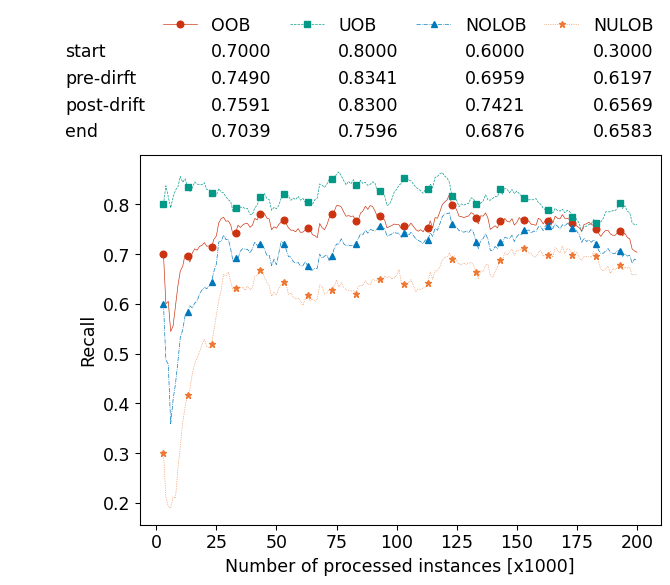 OOB UOB NOLOB NULOB
start 0.7000 0.8000 0.6000 0.3000
pre-dirft 0.7490 0.8341 0.6959 0.6197
post-drift 0.7591 0.8300 0.7421 0.6569
end 0.7039 0.7596 0.6876 0.6583
0.8
0.7
0.6
0.5
0.4
0.3
0.2
Recall
0 25 50 75 100 125 150 175 200
Number of processed instances [x1000]